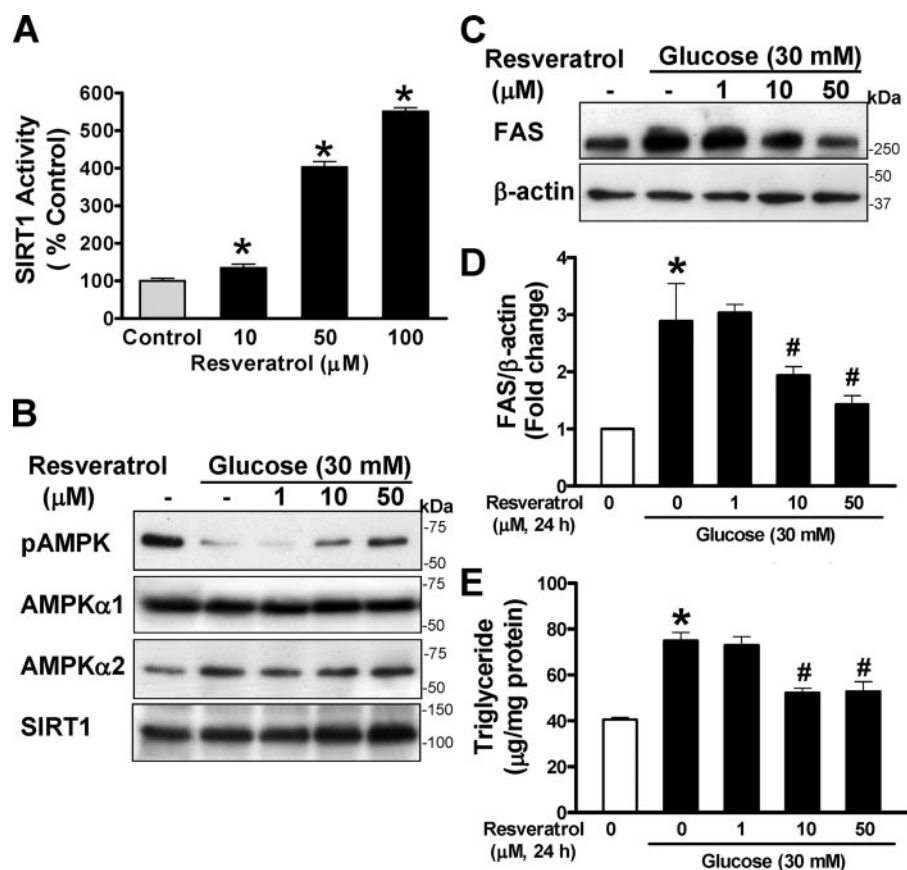 A
SIRT1 Activity
( % Control)
600
500
400
300
200
100
0
*
*
*
Control
10
50
100
Resveratrol (μM)
B
Resveratrol
(μM)
Glucose (30 mM)
- - 1 10 50
kDa
pAMPK
-75
-50
AMPKα1
-75
-50
AMPKα2
-75
-50
SIRT1
-150
-100
C
Resveratrol
(μM)
Glucose (30 mM)
- - 1 10 50
kDa
FAS
-250
β-actin
-50
-37
D
FAS/β-actin
(Fold change)
4
3
2
1
0
*
#
#
Resveratrol
(μM, 24 h)
0 0 1 10 50
Glucose (30 mM)
E
Triglyceride
(μg/mg protein)
100
80
60
40
20
0
*
#
#
Resveratrol
(μM, 24 h)
0 0 1 10 50
Glucose (30 mM)